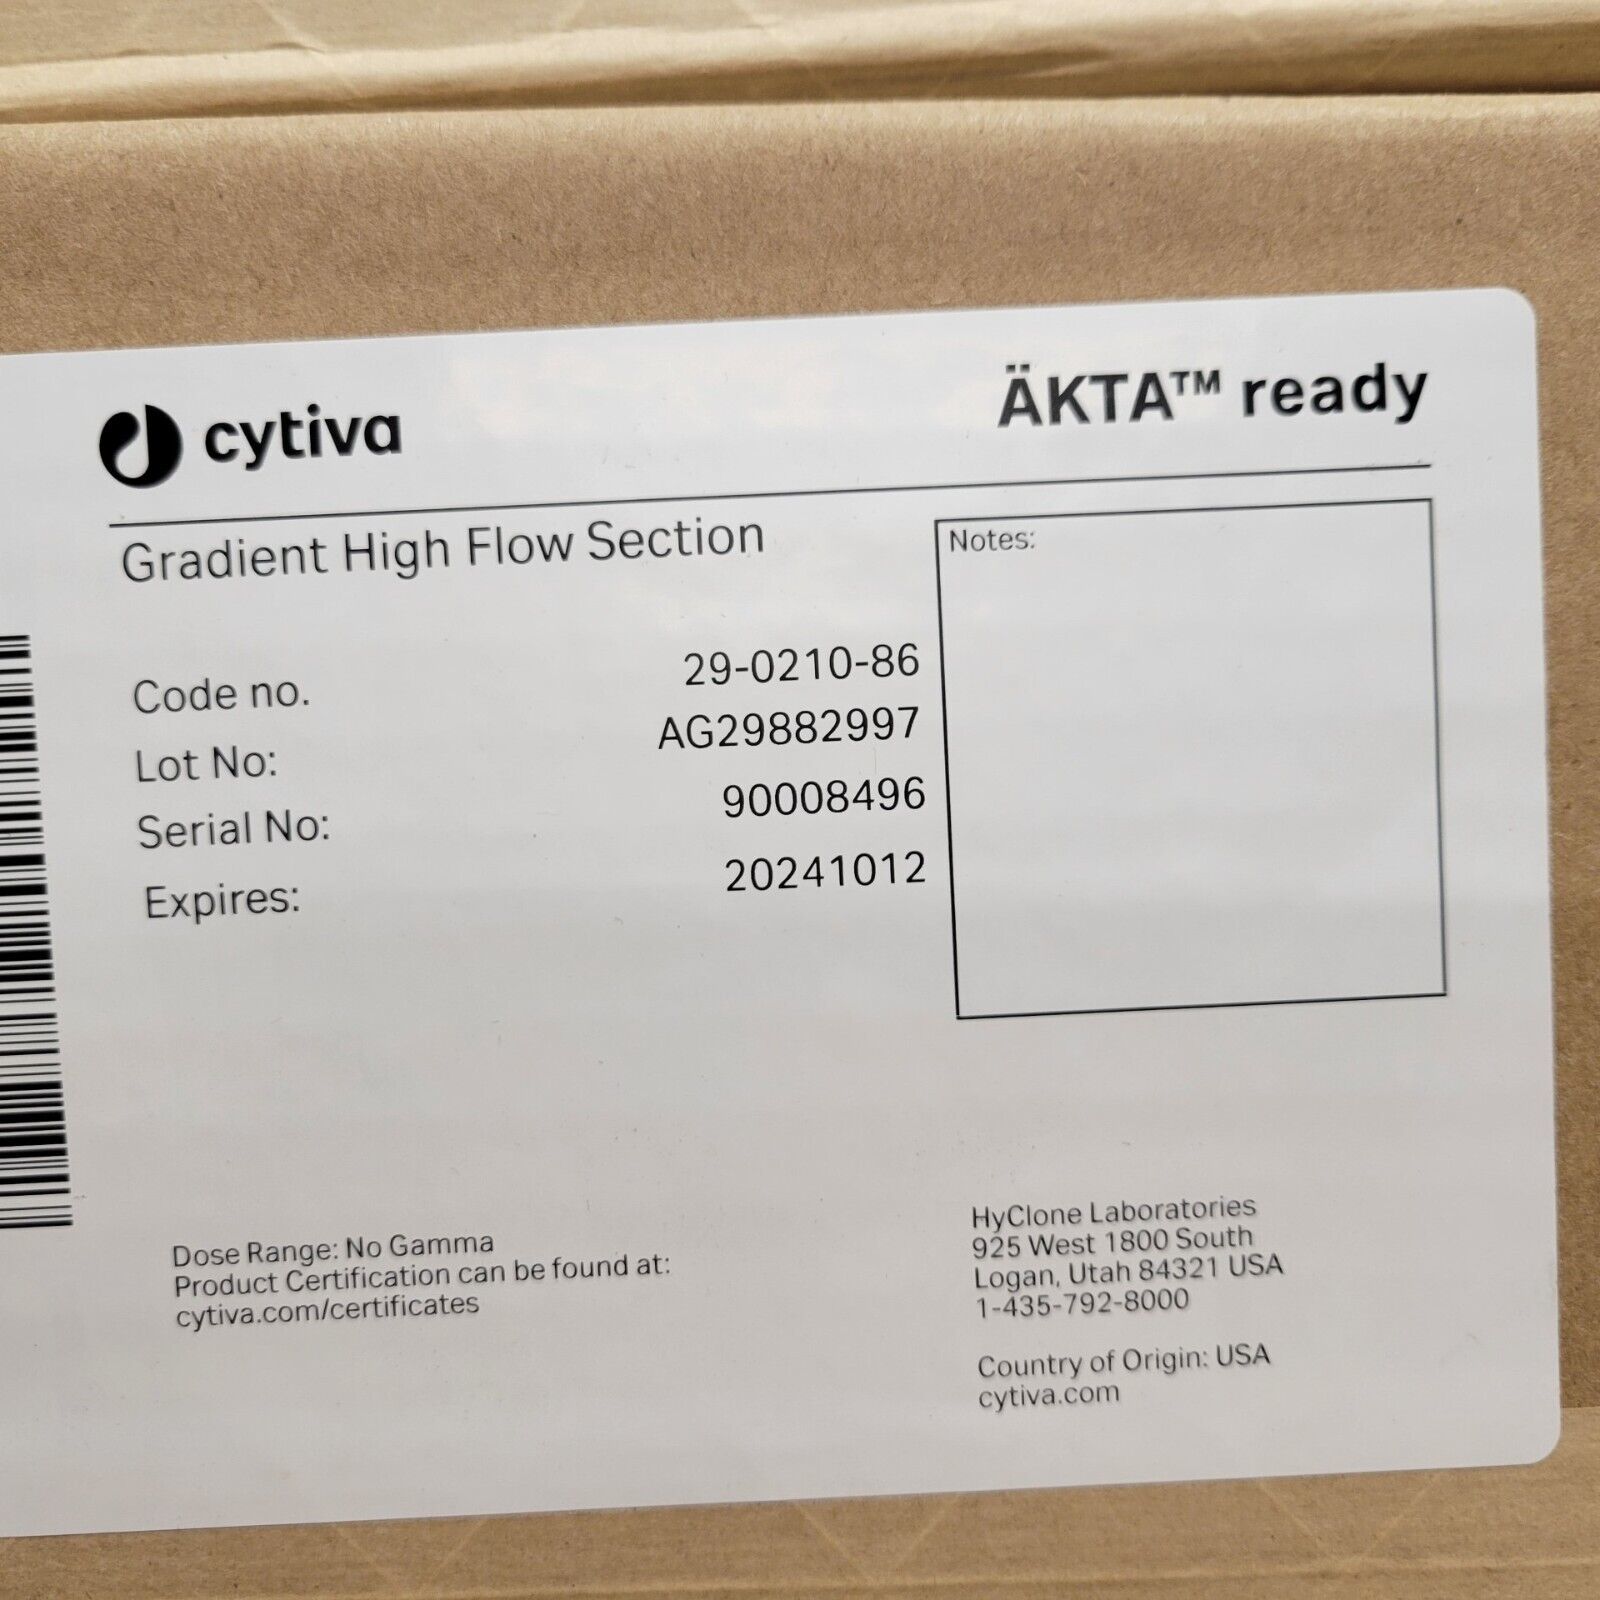 cytiva
ÄKTA™ ready
Gradient High Flow Section
Notes:
Code no. 29-0210-86
Lot No: AG29882997
Serial No: 90008496
Expires: 20241012
Dose Range: No Gamma
Product Certification can be found at:
cytiva.com/certificates
HyClone Laboratories
925 West 1800 South
Logan, Utah 84321 USA
1-435-792-8000
Country of Origin: USA
cytiva.com